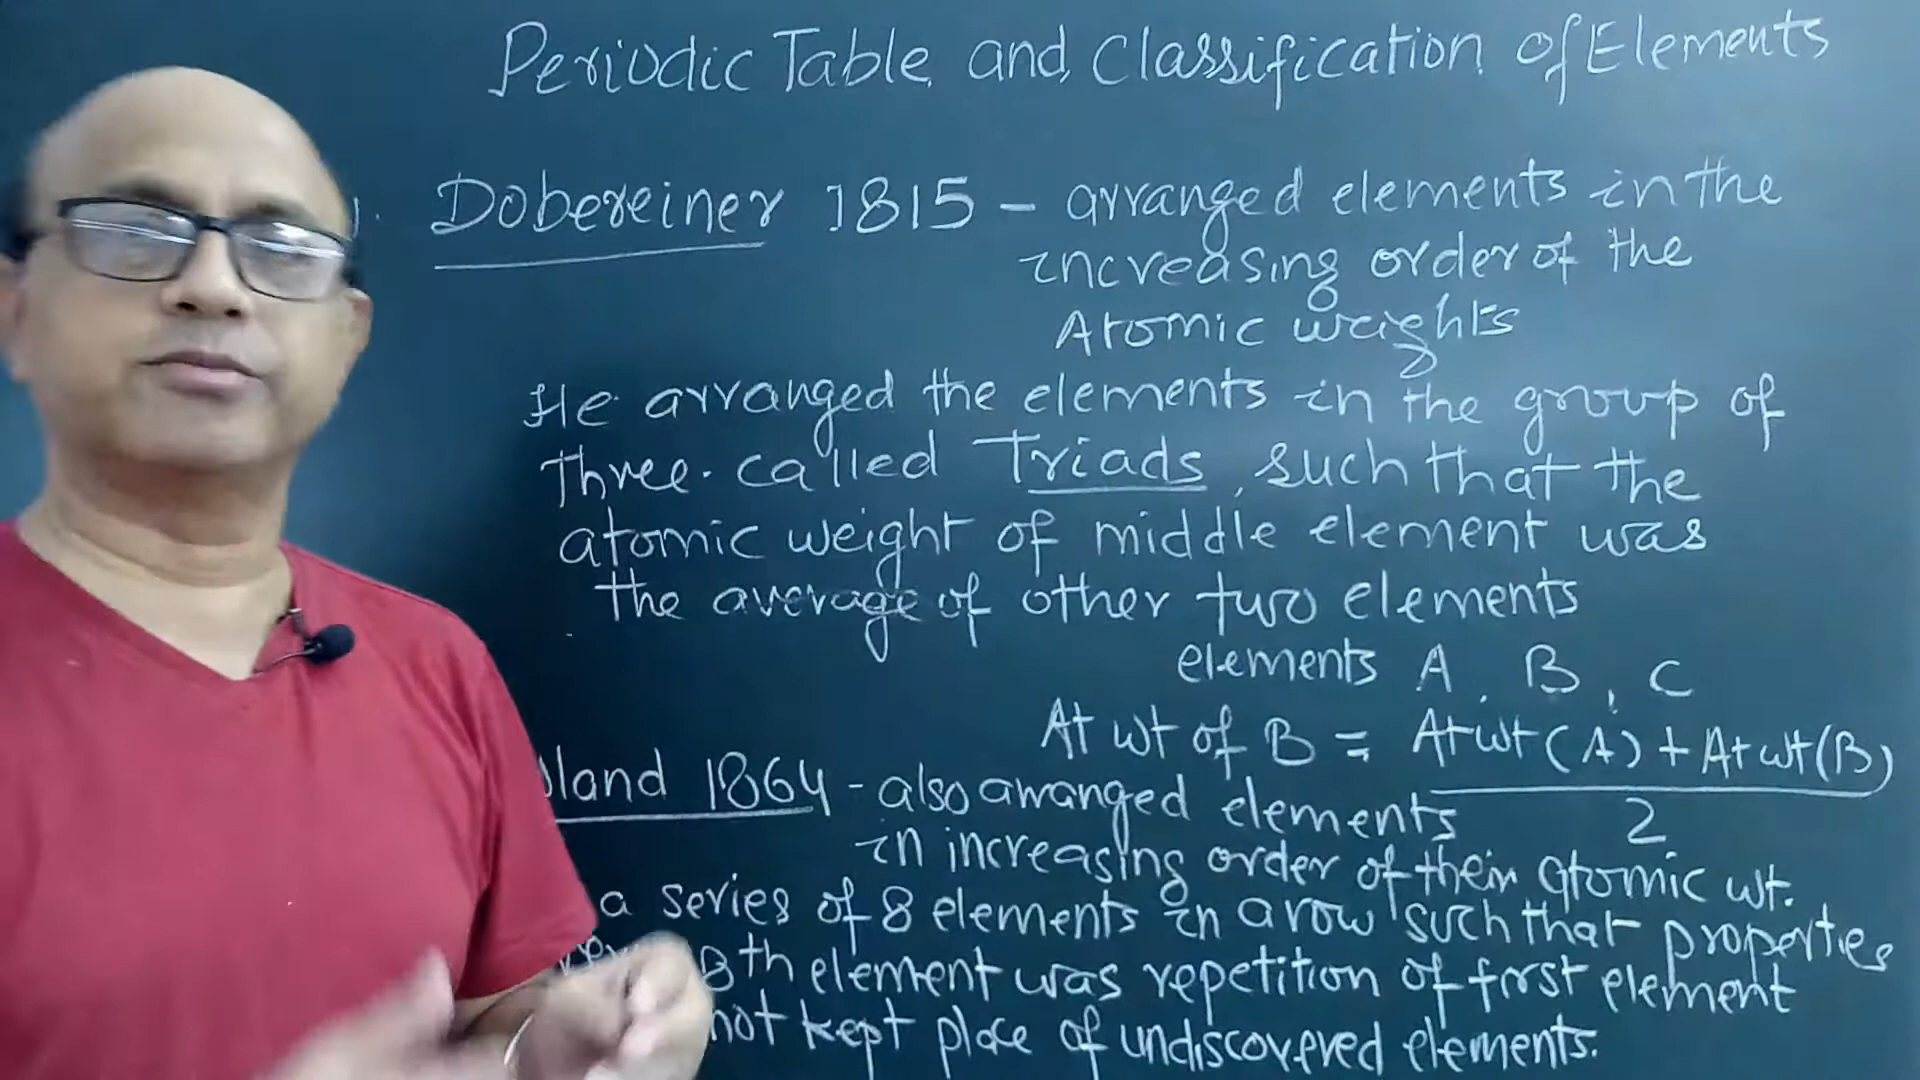 Periodic Table and Classification of Elements
1. Dobereiner 1815 - arranged elements in the
increasing order of the
Atomic weights
He arranged the elements in the group of
Three. called Triads, such that the
atomic weight of middle element was
the average of other two elements
elements A, B, C
At wt of B = At wt (A) + At wt (B)
2
land 1864 - also arranged elements
in increasing order of their atomic wt.
a series of 8 elements in a row such that properties
8th element was repetition of first element
not kept place of undiscovered elements.